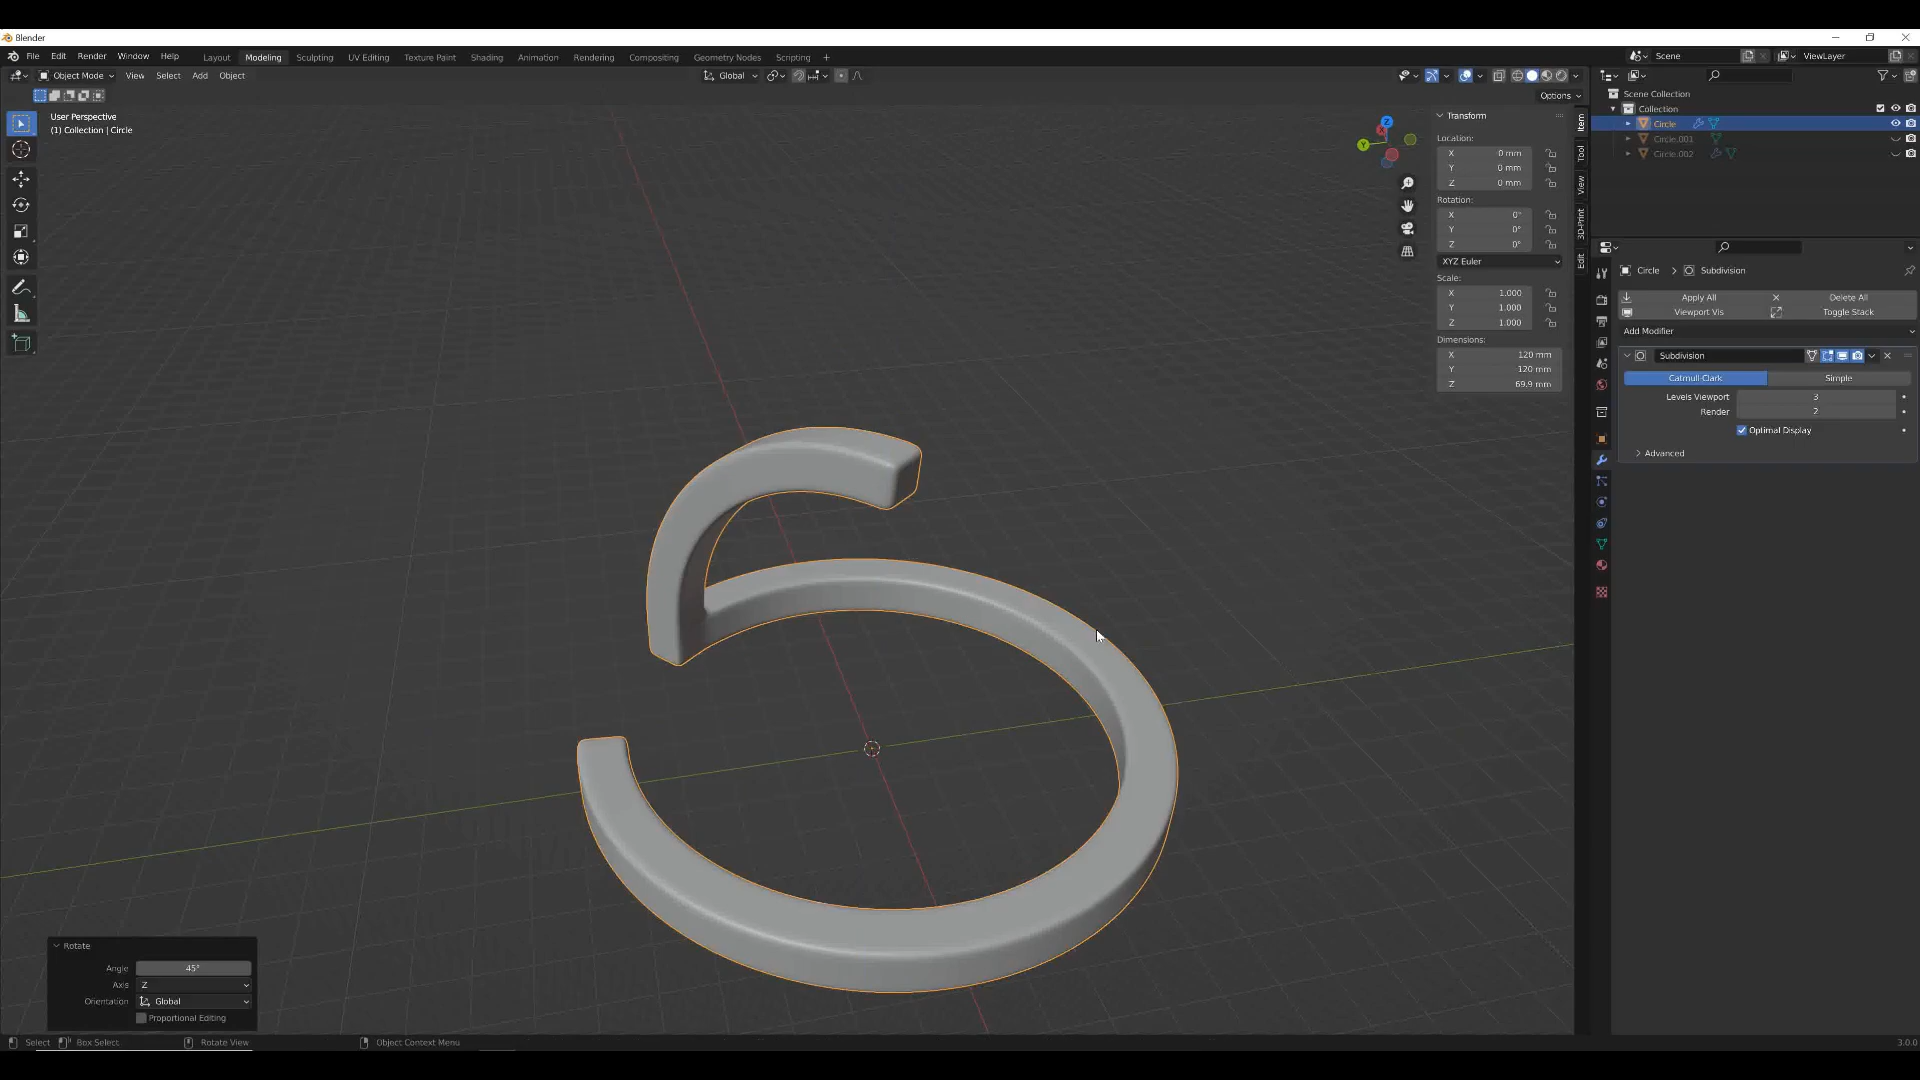 Blender
File Edit Render Window Help Layout Modeling Sculpting UV Editing Texture Paint Shading Animation Rendering Compositing Geometry Nodes Scripting + Scene ViewLayer
Object Mode View Select Add Object Global
Options
User Perspective
(1) Collection | Circle
Z
Y
Transform
Location:
X 0 mm
Y 0 mm
Z 0 mm
Rotation:
X 0°
Y 0°
Z 0°
XYZ Euler
Scale:
X 1.000
Y 1.000
Z 1.000
Dimensions:
X 120 mm
Y 120 mm
Z 69.9 mm
Item
Tool
View
3D-Print
Edit
Scene Collection
Collection
Circle
Circle.001
Circle.002
Circle > Subdivision
Apply All Delete All
Viewport Vis Toggle Stack
Add Modifier
Subdivision
Catmull-Clark Simple
Levels Viewport 3
Render 2
Optimal Display
Advanced
Rotate
Angle 45°
Axis Z
Orientation Global
Proportional Editing
Select Box Select Rotate View Object Context Menu 3.0.0